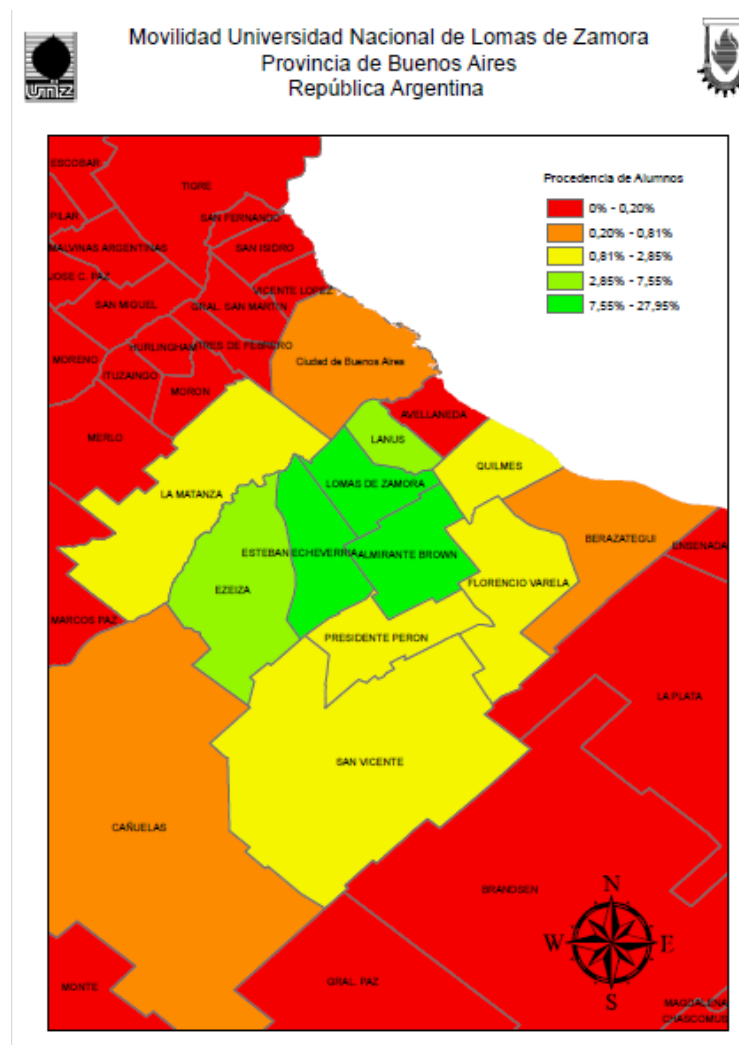 Movilidad Universidad Nacional de Lomas de Zamora
Provincia de Buenos Aires
República Argentina
unlz
Procedencia de Alumnos
0% - 0,20%
0,20% - 0,81%
0,81% - 2,85%
2,85% - 7,55%
7,55% - 27,95%
ESCOBAR
TIGRE
PILAR
SAN FERNANDO
MALVINAS ARGENTINAS
SAN ISIDRO
JOSE C. PAZ
VICENTE LOPEZ
SAN MIGUEL
GRAL. SAN MARTIN
HURLINGHAM
TRES DE FEBRERO
MORENO
Ciudad de Buenos Aires
ITUZAINGO
MORON
AVELLANEDA
MERLO
LANUS
QUILMES
LOMAS DE ZAMORA
LA MATANZA
BERAZATEGUI
ENSENADA
ESTEBAN ECHEVERRIA
ALMIRANTE BROWN
EZEIZA
FLORENCIO VARELA
MARCOS PAZ
PRESIDENTE PERON
LA PLATA
SAN VICENTE
CAÑUELAS
BRANDSEN
N
W
E
S
MONTE
GRAL. PAZ
MAGDALENA
CHASCOMUS